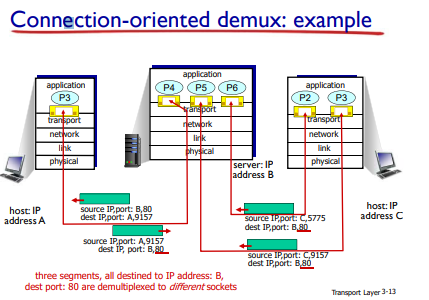 Connection-oriented demux: example
application
P3
transport
network
link
physical
application
P4 P5 P6
transport
network
link
physical
application
P2 P3
transport
network
link
physical
server: IP
address B
host: IP
address A
host: IP
address C
source IP,port: B,80
dest IP,port: A,9157
source IP,port: A,9157
dest IP, port: B,80
source IP,port: C,5775
dest IP,port: B,80
source IP,port: C,9157
dest IP,port: B,80
three segments, all destined to IP address: B,
dest port: 80 are demultiplexed to different sockets
Transport Layer 3-13